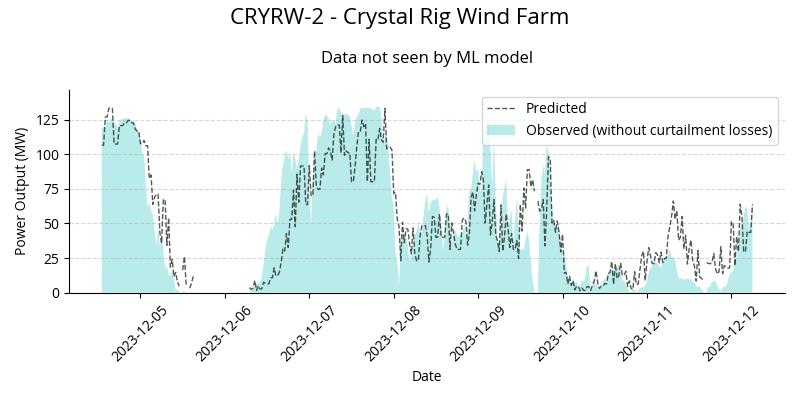 CRYRW-2 - Crystal Rig Wind Farm
Data not seen by ML model
Predicted
Observed (without curtailment losses)
Power Output (MW)
125
100
75
50
25
0
2023-12-05
2023-12-06
2023-12-07
2023-12-08
2023-12-09
2023-12-10
2023-12-11
2023-12-12
Date